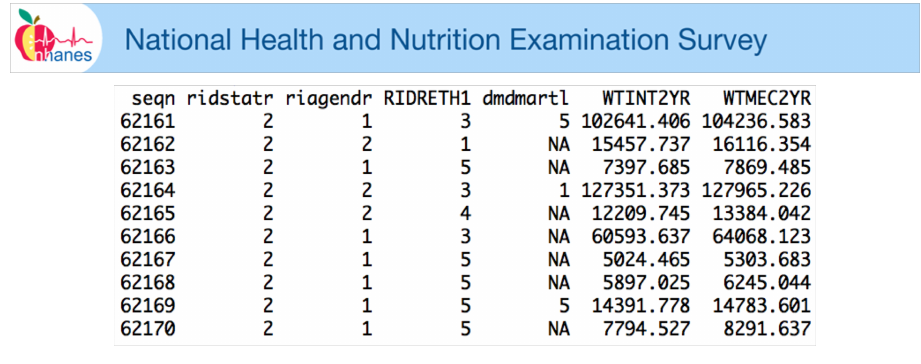 nhanes
National Health and Nutrition Examination Survey
seqn ridstatr riagendr RIDRETH1 dmdmartl WTINT2YR WTMEC2YR
62161 2 1 3 5 102641.406 104236.583
62162 2 2 1 NA 15457.737 16116.354
62163 2 1 5 NA 7397.685 7869.485
62164 2 2 3 1 127351.373 127965.226
62165 2 2 4 NA 12209.745 13384.042
62166 2 1 3 NA 60593.637 64068.123
62167 2 1 5 NA 5024.465 5303.683
62168 2 1 5 NA 5897.025 6245.044
62169 2 1 5 5 14391.778 14783.601
62170 2 1 5 NA 7794.527 8291.637